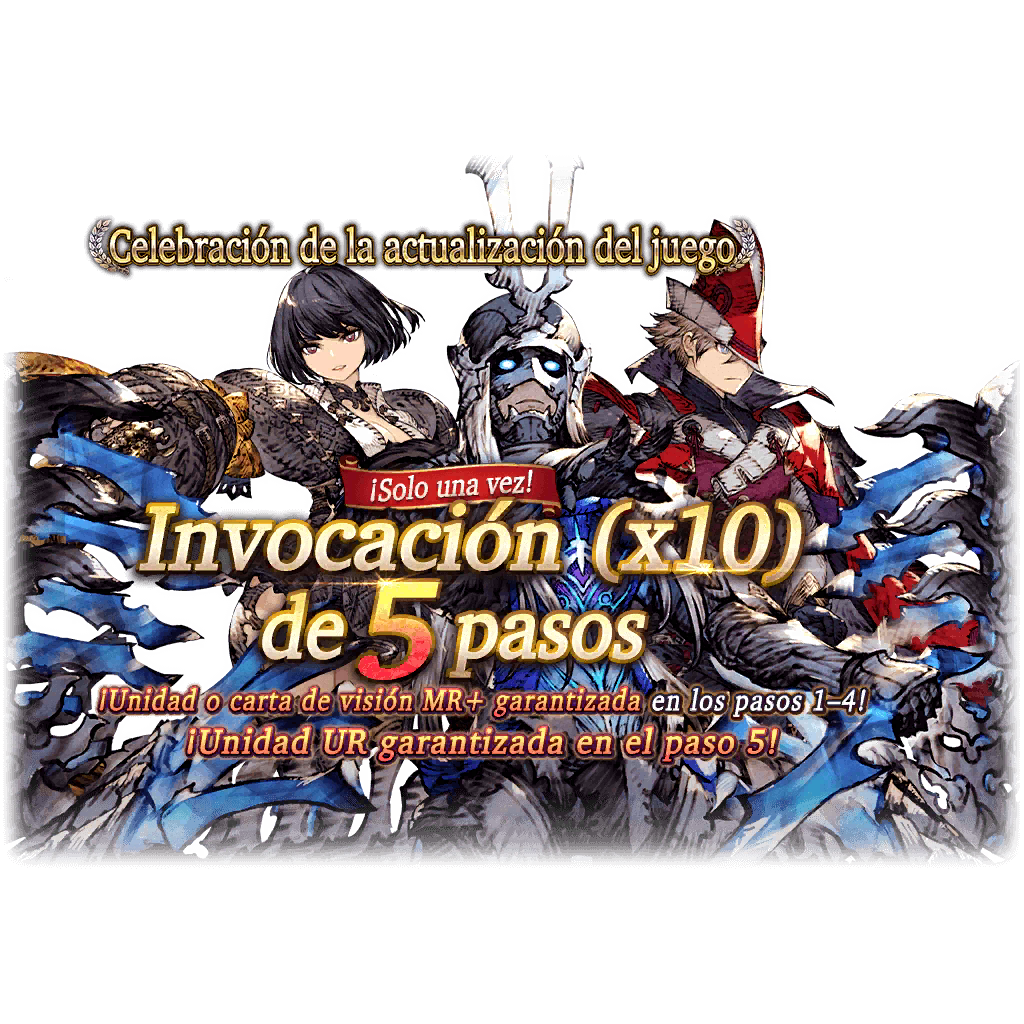 Celebración de la actualización del juego
¡Solo una vez!
Invocación (x10)
de 5 pasos
¡Unidad o carta de visión MR+ garantizada en los pasos 1–4!
¡Unidad UR garantizada en el paso 5!